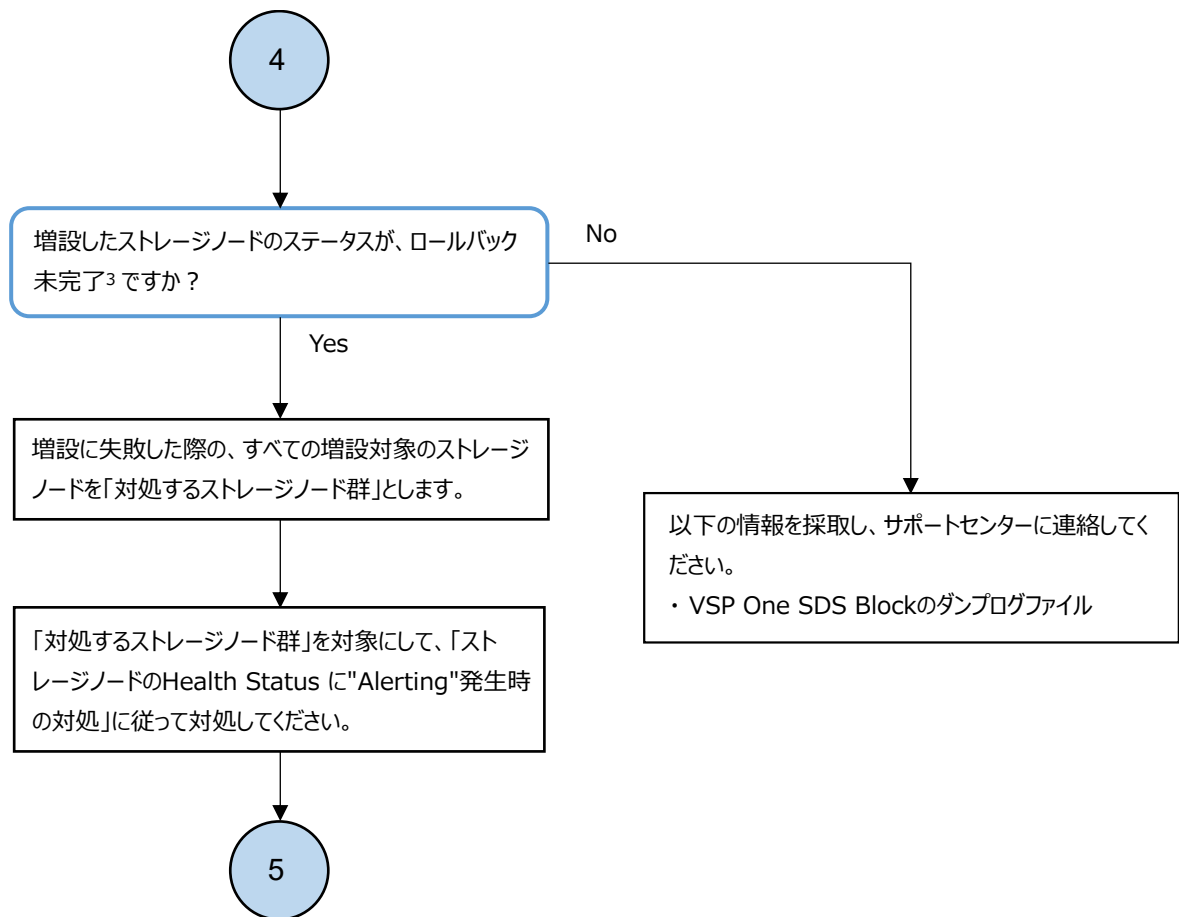 4
増設したストレージノードのステータスが、ロールバック
未完了3 ですか？
No
Yes
増設に失敗した際の、すべての増設対象のストレージ
ノードを「対処するストレージノード群」とします。
以下の情報を採取し、サポートセンターに連絡してく
ださい。
・ VSP One SDS Blockのダンプログファイル
「対処するストレージノード群」を対象にして、「スト
レージノードのHealth Status に"Alerting"発生時
の対処」に従って対処してください。
5